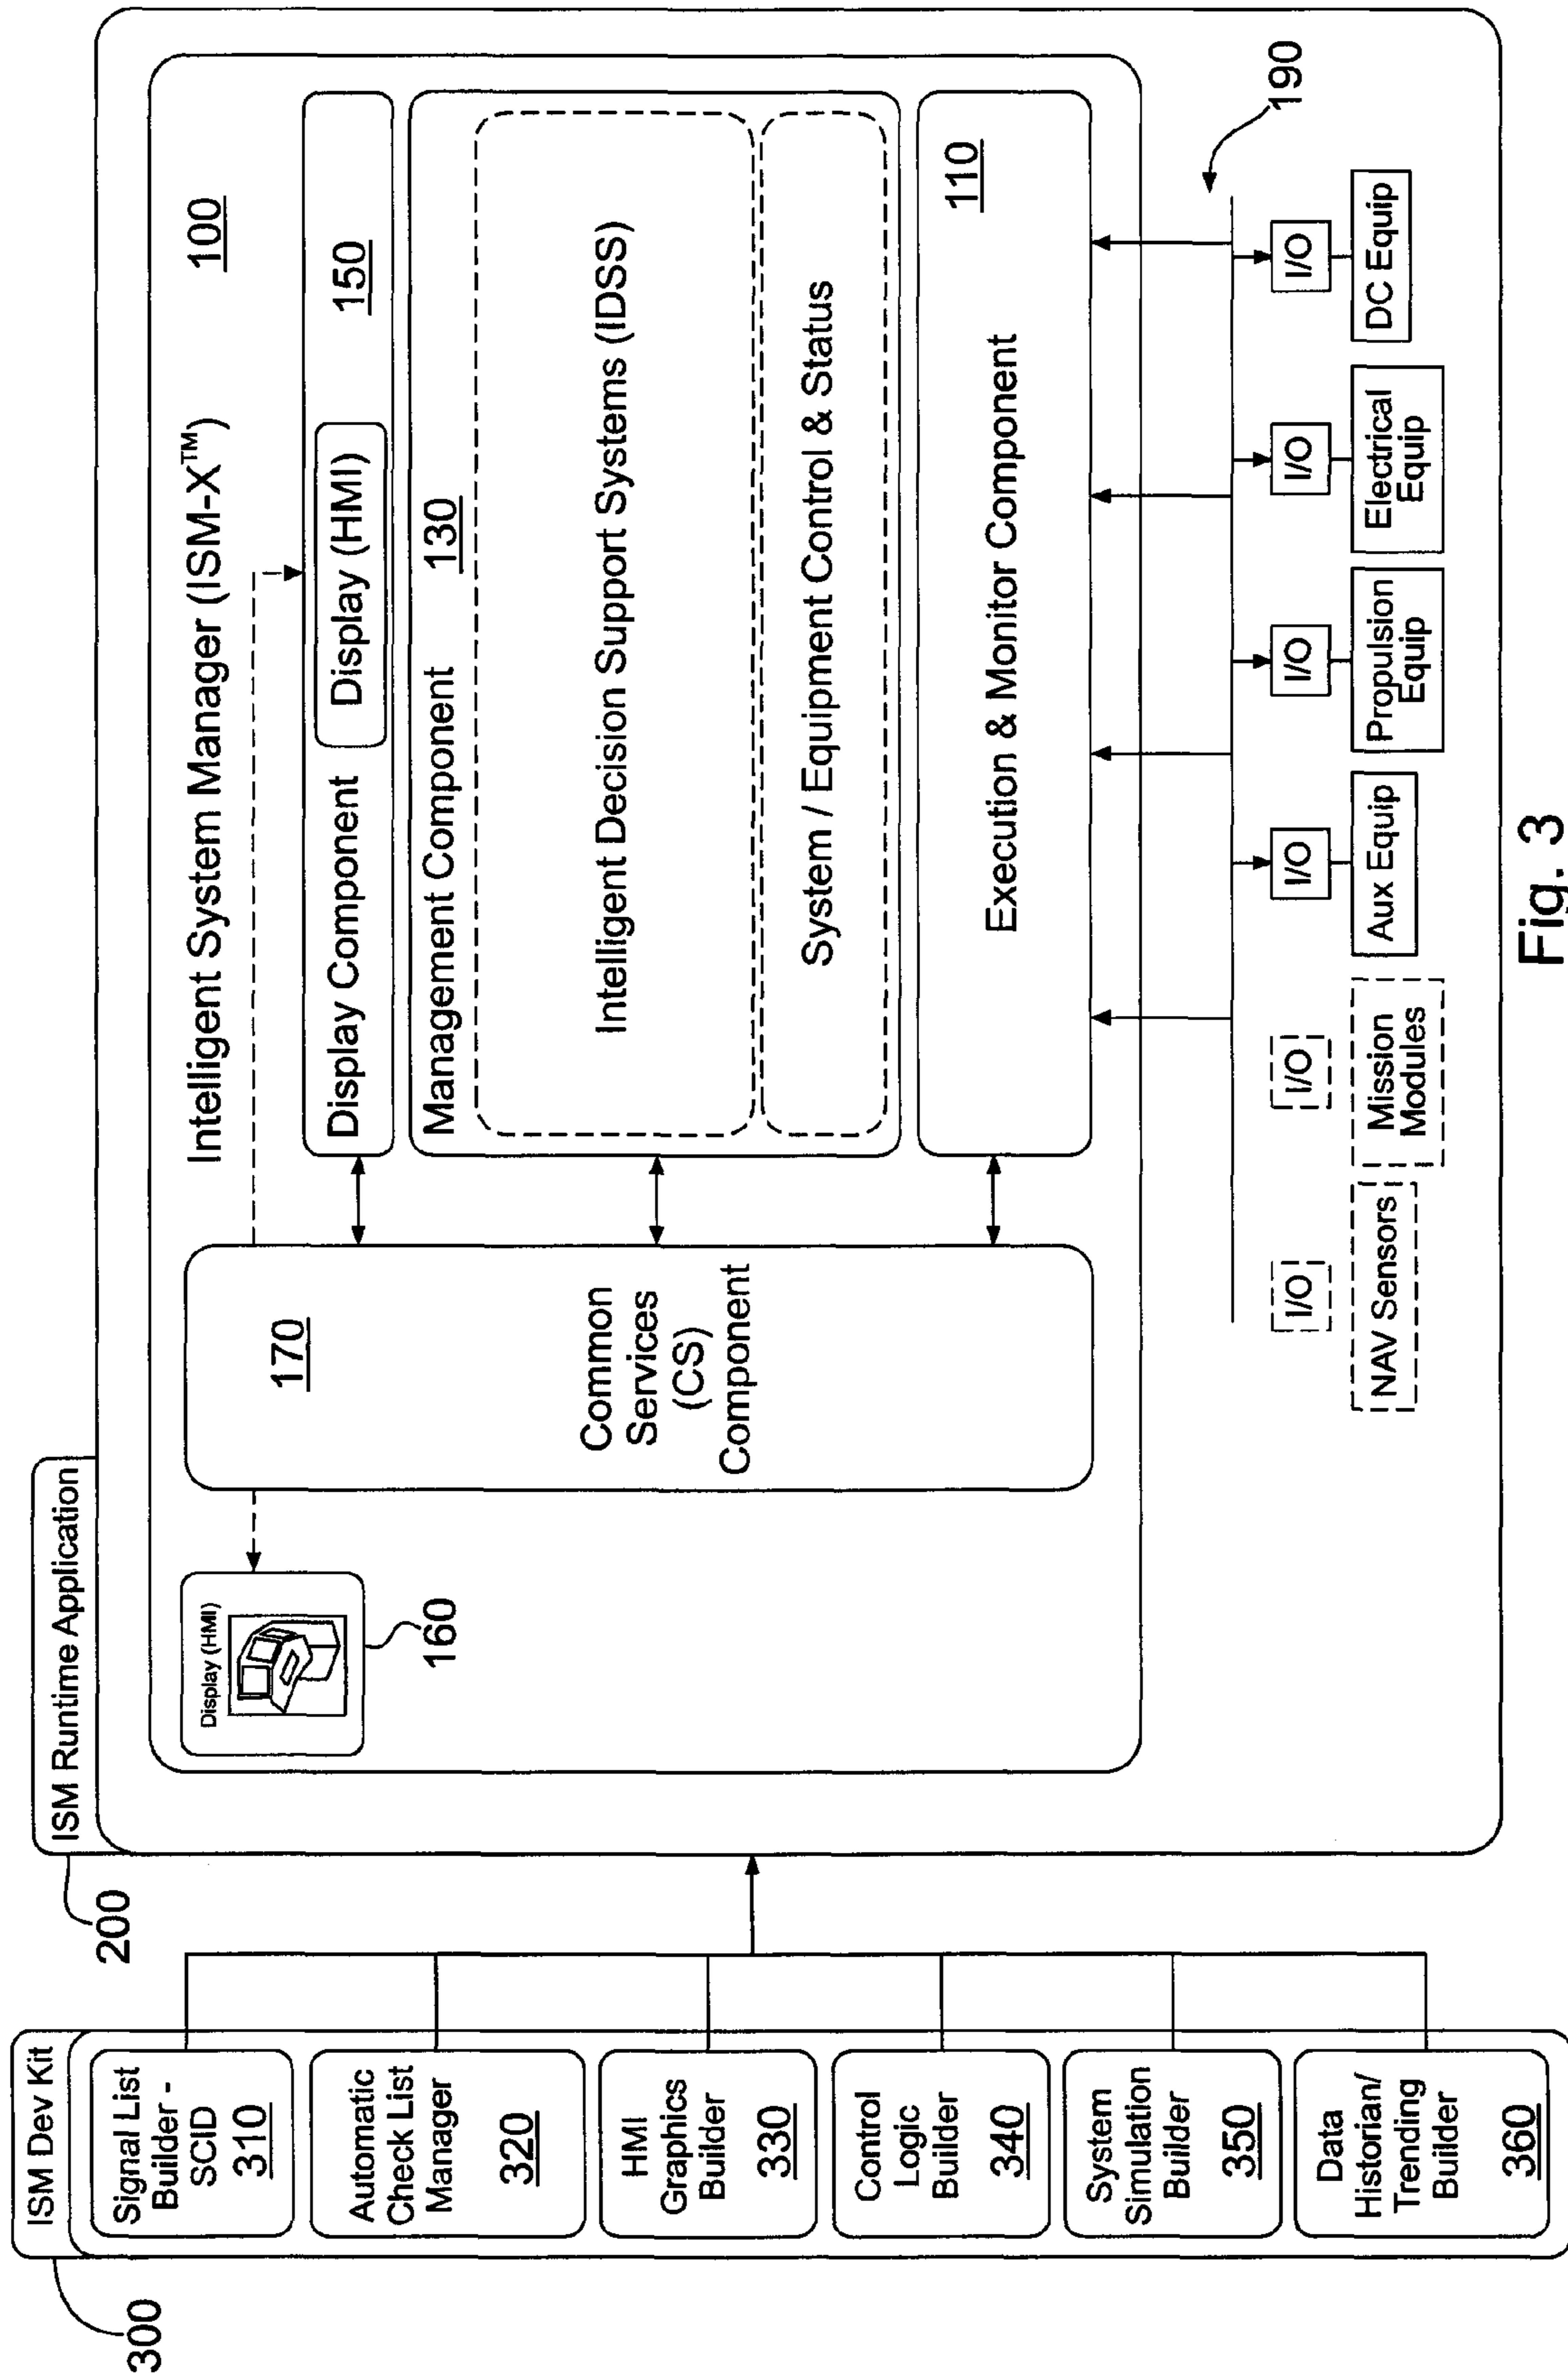 300
ISM Dev Kit
Signal List
Builder -
SCID
310
Automatic
Check List
Manager
320
HMI
Graphics
Builder
330
Control
Logic
Builder
340
System
Simulation
Builder
350
Data
Historian/
Trending
Builder
360
200
ISM Runtime Application
Intelligent System Manager (ISM-X™)
100
Display (HMI)
160
170
Common
Services
(CS)
Component
Display Component
Display (HMI)
150
Management Component
130
Intelligent Decision Support Systems (IDSS)
System / Equipment Control & Status
Execution & Monitor Component
110
190
I/O
I/O
I/O
I/O
I/O
I/O
NAV Sensors
Mission
Modules
Aux Equip
Propulsion
Equip
Electrical
Equip
DC Equip
Fig. 3